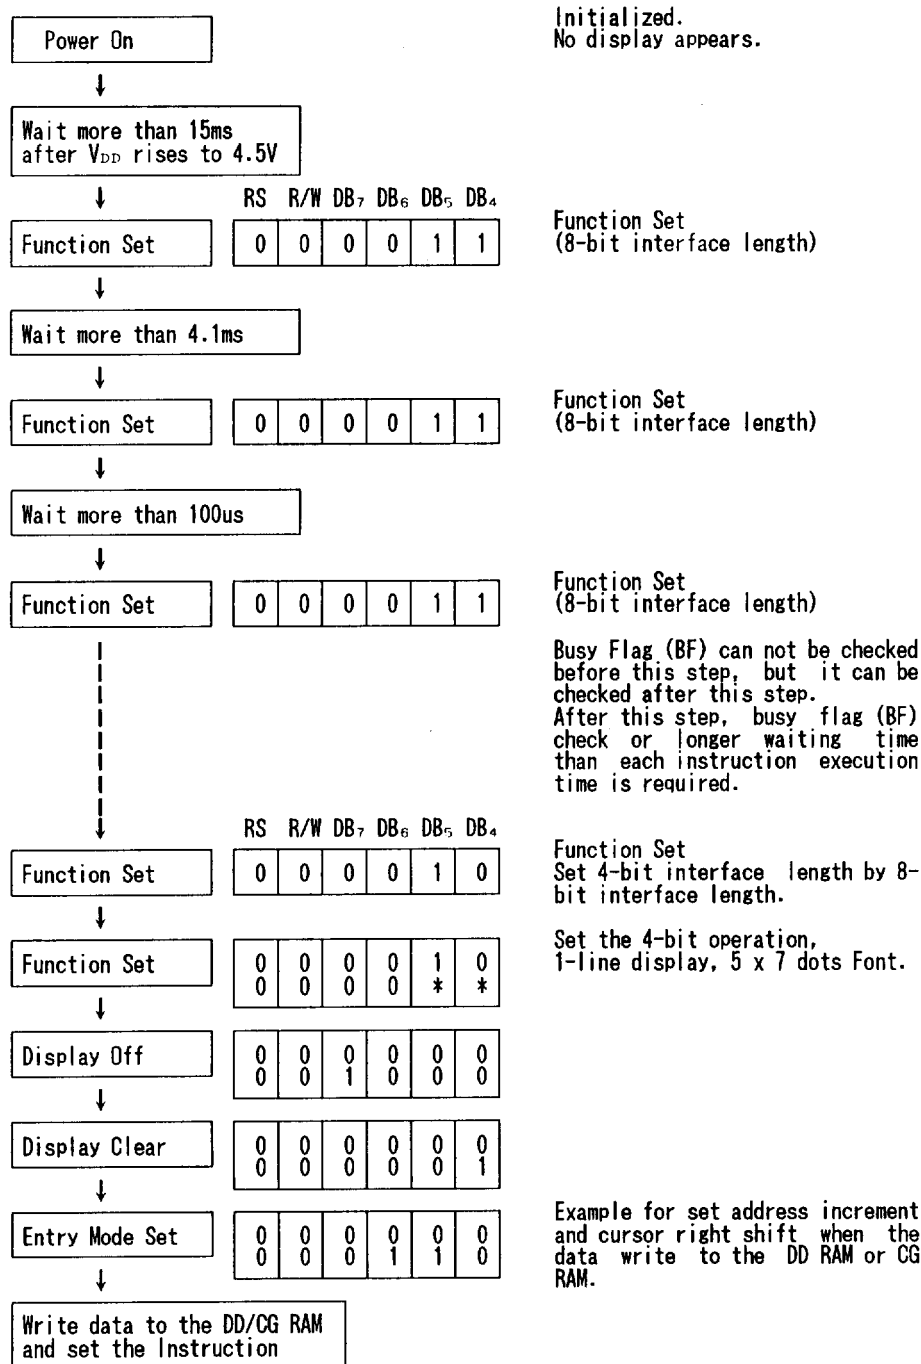 Power On
Initialized.
No display appears.
Wait more than 15ms
after VDD rises to 4.5V
RS R/W DB7 DB6 DB5 DB4
Function Set
0 0 0 0 1 1
Function Set
(8-bit interface length)
Wait more than 4.1ms
Function Set
0 0 0 0 1 1
Function Set
(8-bit interface length)
Wait more than 100us
Function Set
0 0 0 0 1 1
Function Set
(8-bit interface length)
Busy Flag (BF) can not be checked
before this step, but it can be
checked after this step.
After this step, busy flag (BF)
check or longer waiting time
than each instruction execution
time is required.
RS R/W DB7 DB6 DB5 DB4
Function Set
0 0 0 0 1 0
Function Set
Set 4-bit interface length by 8-
bit interface length.
Function Set
0 0 0 0 1 0
0 0 0 0 * *
Set the 4-bit operation,
1-line display, 5 x 7 dots Font.
Display Off
0 0 0 0 0 0
0 0 1 0 0 0
Display Clear
0 0 0 0 0 0
0 0 0 0 0 1
Entry Mode Set
0 0 0 0 0 0
0 0 0 1 1 0
Example for set address increment
and cursor right shift when the
data write to the DD RAM or CG
RAM.
Write data to the DD/CG RAM
and set the Instruction